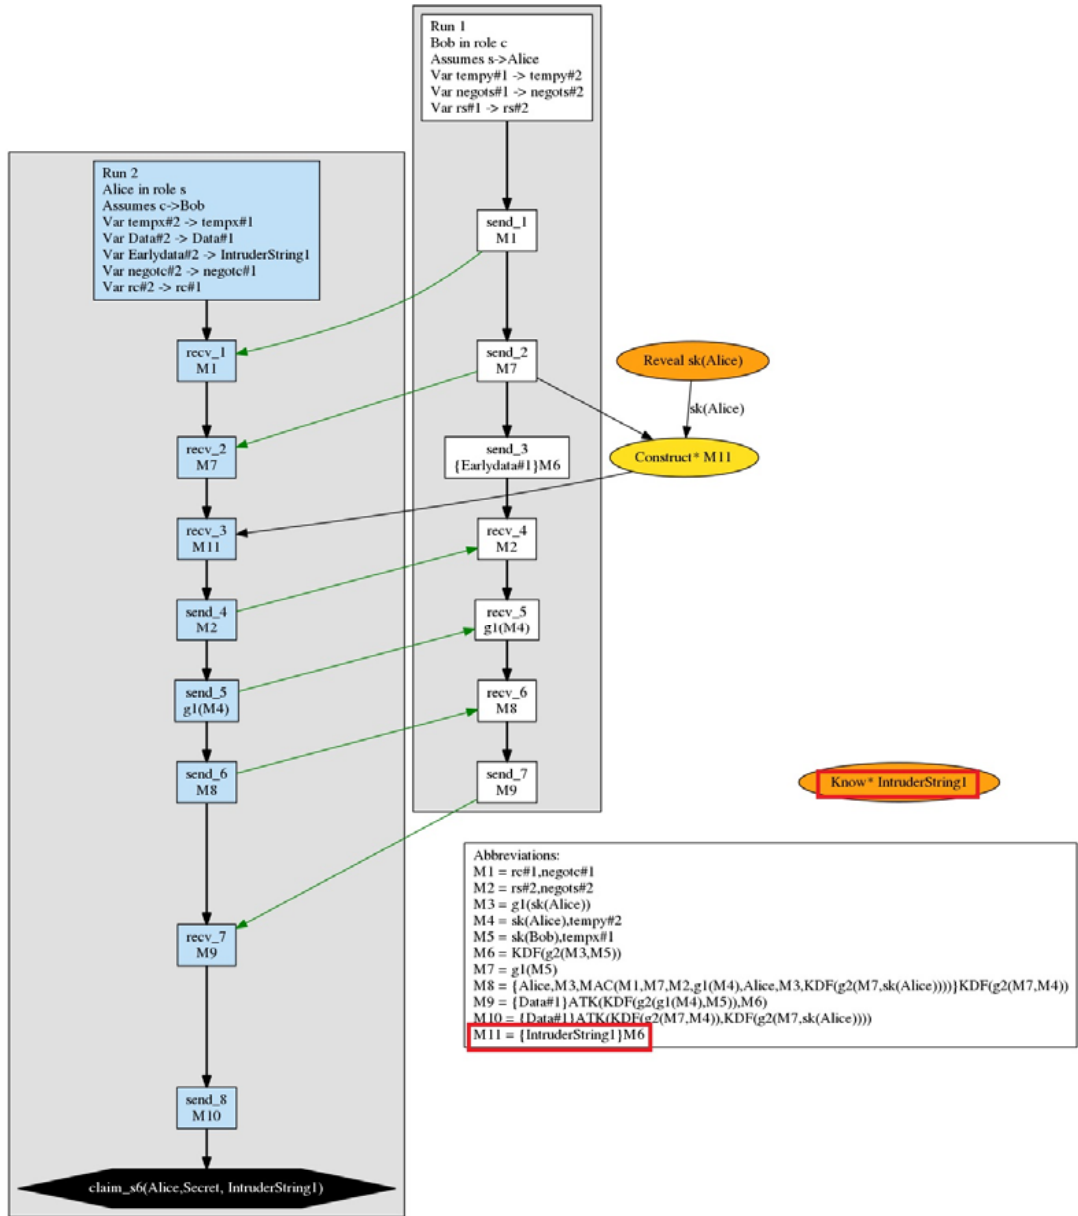 Run 1
Bob in role c
Assumes s->Alice
Var tempy#1 -> tempy#2
Var negots#1 -> negots#2
Var rs#1 -> rs#2
Run 2
Alice in role s
Assumes c->Bob
Var tempx#2 -> tempx#1
Var Data#2 -> Data#1
Var Earlydata#2 -> IntruderString1
Var negotc#2 -> negotc#1
Var rc#2 -> rc#1
send_1
M1
recv_1
M1
send_2
M7
Reveal sk(Alice)
sk(Alice)
recv_2
M7
send_3
{Earlydata#1}M6
Construct* M11
recv_3
M11
recv_4
M2
send_4
M2
recv_5
g1(M4)
send_5
g1(M4)
recv_6
M8
send_6
M8
send_7
M9
Know* IntruderString1
recv_7
M9
Abbreviations:
M1 = rc#1,negotc#1
M2 = rs#2,negots#2
M3 = g1(sk(Alice))
M4 = sk(Alice),tempy#2
M5 = sk(Bob),tempx#1
M6 = KDF(g2(M3,M5))
M7 = g1(M5)
M8 = {Alice,M3,MAC(M1,M7,M2,g1(M4),Alice,M3,KDF(g2(M7,sk(Alice))))}KDF(g2(M7,M4))
M9 = {Data#1}ATK(KDF(g2(g1(M4),M5)),M6)
M10 = {Data#1}ATK(KDF(g2(M7,M4)),KDF(g2(M7,sk(Alice))))
M11 = {IntruderString1}M6
send_8
M10
claim_s6(Alice,Secret, IntruderString1)